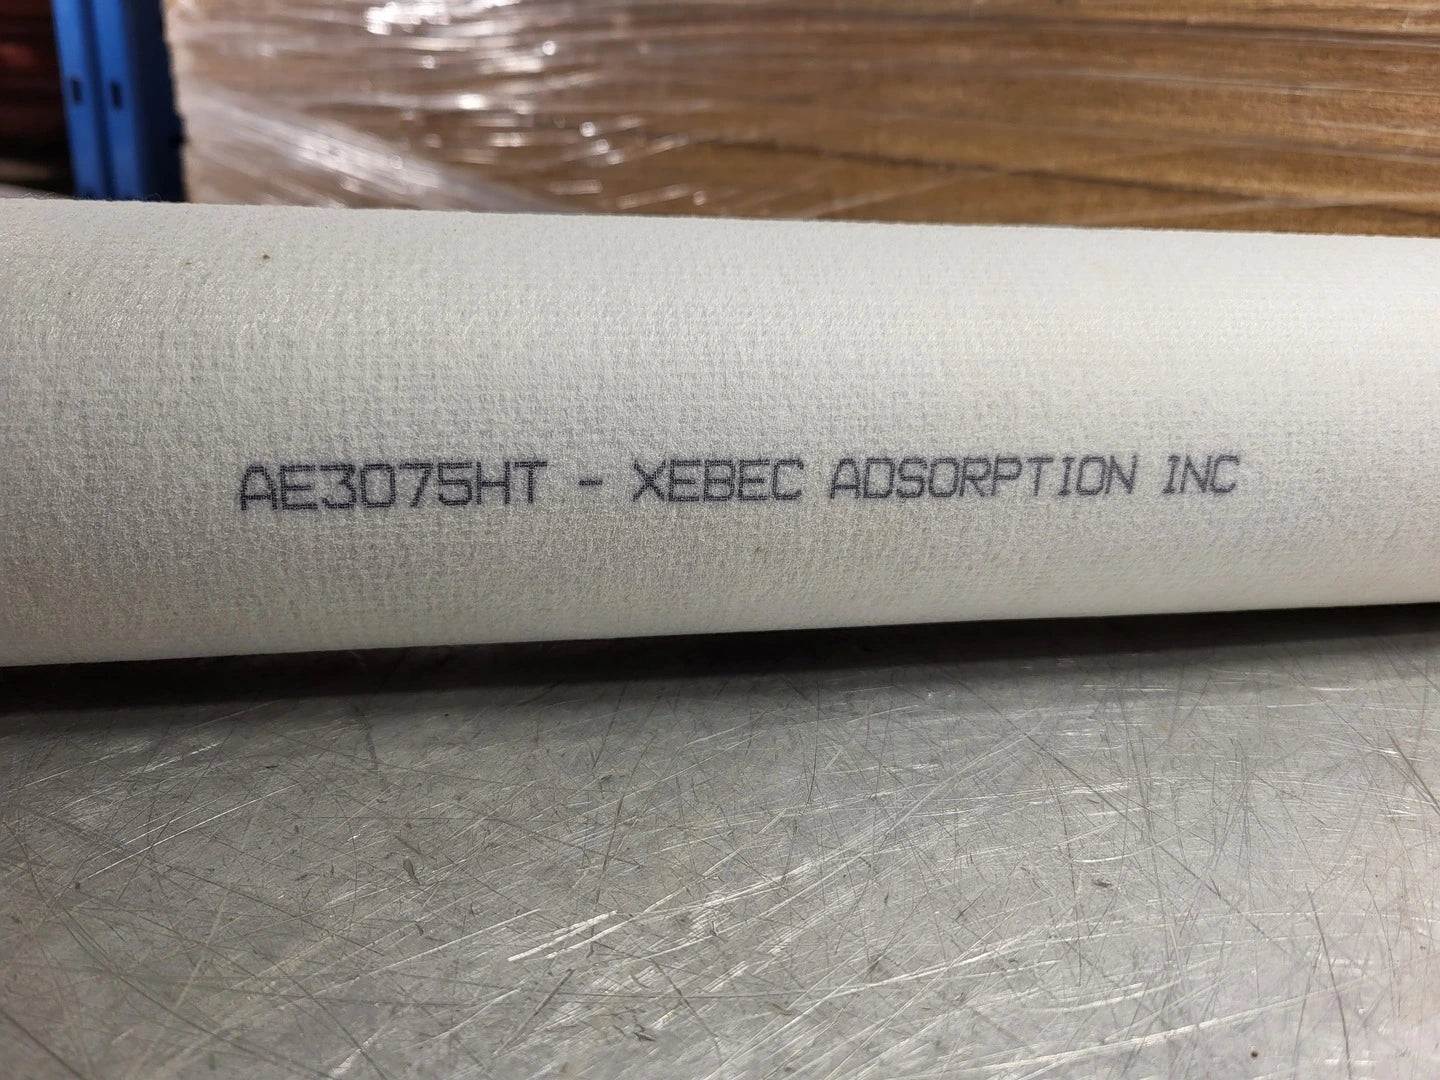 AE3075HT - XEBEC ADSORPTION INC